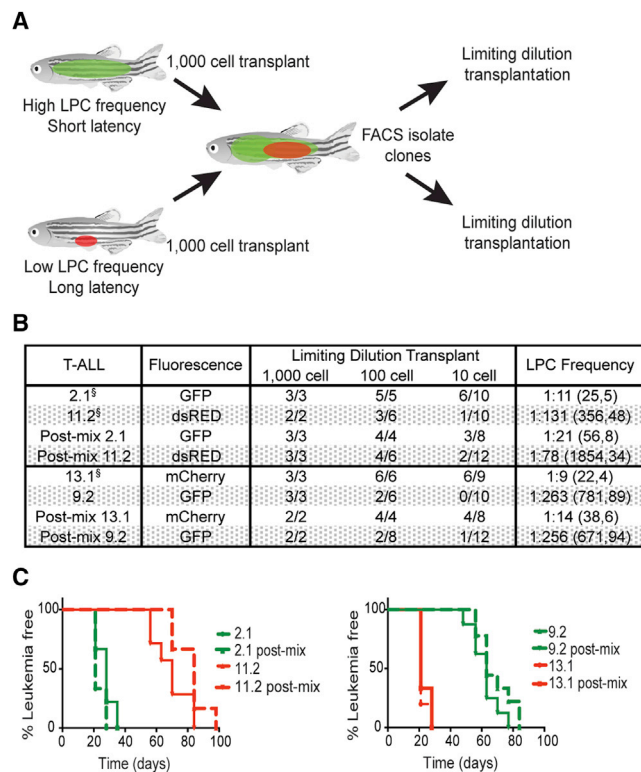 A
1,000 cell transplant
High LPC frequency
Short latency
Low LPC frequency
Long latency
1,000 cell transplant
FACS isolate
clones
Limiting dilution
transplantation
Limiting dilution
transplantation
B
T-ALL Fluorescence Limiting Dilution Transplant LPC Frequency
1,000 cell 100 cell 10 cell
2.1§ GFP 3/3 5/5 6/10 1:11 (25,5)
11.2§ dsRED 2/2 3/6 1/10 1:131 (356,48)
Post-mix 2.1 GFP 3/3 4/4 3/8 1:21 (56,8)
Post-mix 11.2 dsRED 3/3 4/6 2/12 1:78 (1854,34)
13.1§ mCherry 3/3 6/6 6/9 1:9 (22,4)
9.2 GFP 3/3 2/6 0/10 1:263 (781,89)
Post-mix 13.1 mCherry 2/2 4/4 4/8 1:14 (38,6)
Post-mix 9.2 GFP 2/2 2/8 1/12 1:256 (671,94)
C
% Leukemia free
100
50
0
0 20 40 60 80 100
Time (days)
2.1
2.1 post-mix
11.2
11.2 post-mix
% Leukemia free
100
50
0
0 20 40 60 80 100
Time (days)
9.2
9.2 post-mix
13.1
13.1 post-mix